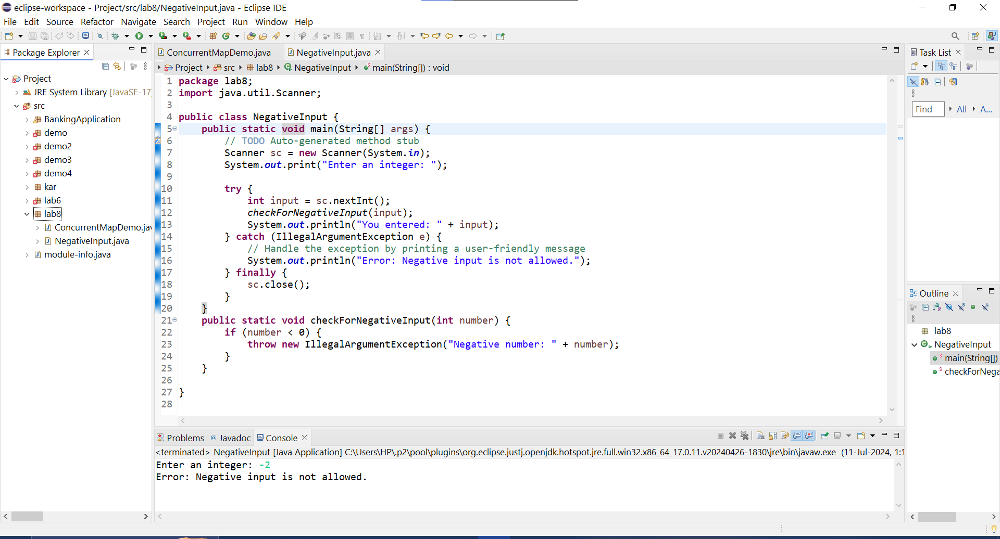 eclipse-workspace - Project/src/lab8/NegativeInput.java - Eclipse IDE
File Edit Source Refactor Navigate Search Project Run Window Help
Package Explorer
Project
JRE System Library [JavaSE-17
src
BankingApplication
demo
demo2
demo3
demo4
kar
lab6
lab8
ConcurrentMapDemo.jav
NegativeInput.java
module-info.java
ConcurrentMapDemo.java NegativeInput.java
Project src lab8 NegativeInput main(String[]) : void
1 package lab8;
2 import java.util.Scanner;
3
4 public class NegativeInput {
5 public static void main(String[] args) {
6 // TODO Auto-generated method stub
7 Scanner sc = new Scanner(System.in);
8 System.out.print("Enter an integer: ");
9
10 try {
11 int input = sc.nextInt();
12 checkForNegativeInput(input);
13 System.out.println("You entered: " + input);
14 } catch (IllegalArgumentException e) {
15 // Handle the exception by printing a user-friendly message
16 System.out.println("Error: Negative input is not allowed.");
17 } finally {
18 sc.close();
19 }
20 }
21 public static void checkForNegativeInput(int number) {
22 if (number < 0) {
23 throw new IllegalArgumentException("Negative number: " + number);
24 }
25 }
26
27 }
28
Problems Javadoc Console
<terminated> NegativeInput [Java Application] C:\Users\HP\.p2\pool\plugins\org.eclipse.justj.openjdk.hotspot.jre.full.win32.x86_64_17.0.11.v20240426-1830\jre\bin\javaw.exe (11-Jul-2024, 1:1
Enter an integer: -2
Error: Negative input is not allowed.
Task List
Find All A...
Outline
lab8
NegativeInput
main(String[])
checkForNega